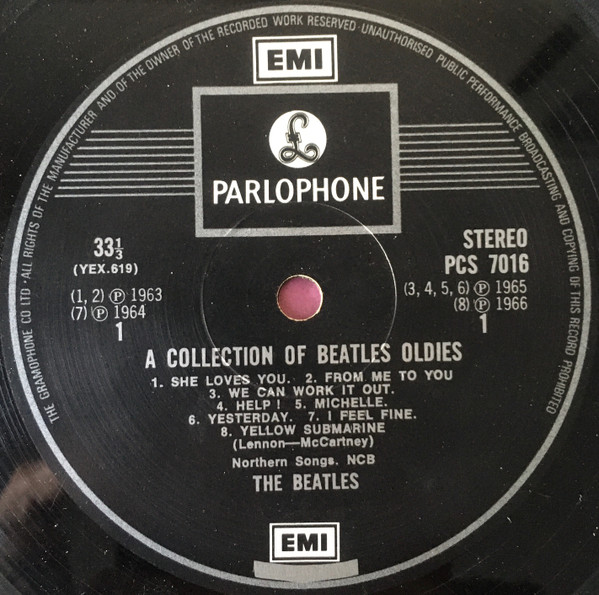 THE GRAMOPHONE CO LTD · ALL RIGHTS OF THE MANUFACTURER AND OF THE OWNER OF THE RECORDED WORK RESERVED · UNAUTHORISED PUBLIC PERFORMANCE BROADCASTING AND COPYING OF THIS RECORD PROHIBITED
EMI
£
PARLOPHONE
33⅓
(YEX.619)
STEREO
PCS 7016
(1, 2) Ⓟ 1963
(7) Ⓟ 1964
1
(3, 4, 5, 6) Ⓟ 1965
(8) Ⓟ 1966
1
A COLLECTION OF BEATLES OLDIES
1. SHE LOVES YOU. 2. FROM ME TO YOU
3. WE CAN WORK IT OUT.
4. HELP! 5. MICHELLE.
6. YESTERDAY. 7. I FEEL FINE.
8. YELLOW SUBMARINE
(Lennon—McCartney)
Northern Songs. NCB
THE BEATLES
EMI